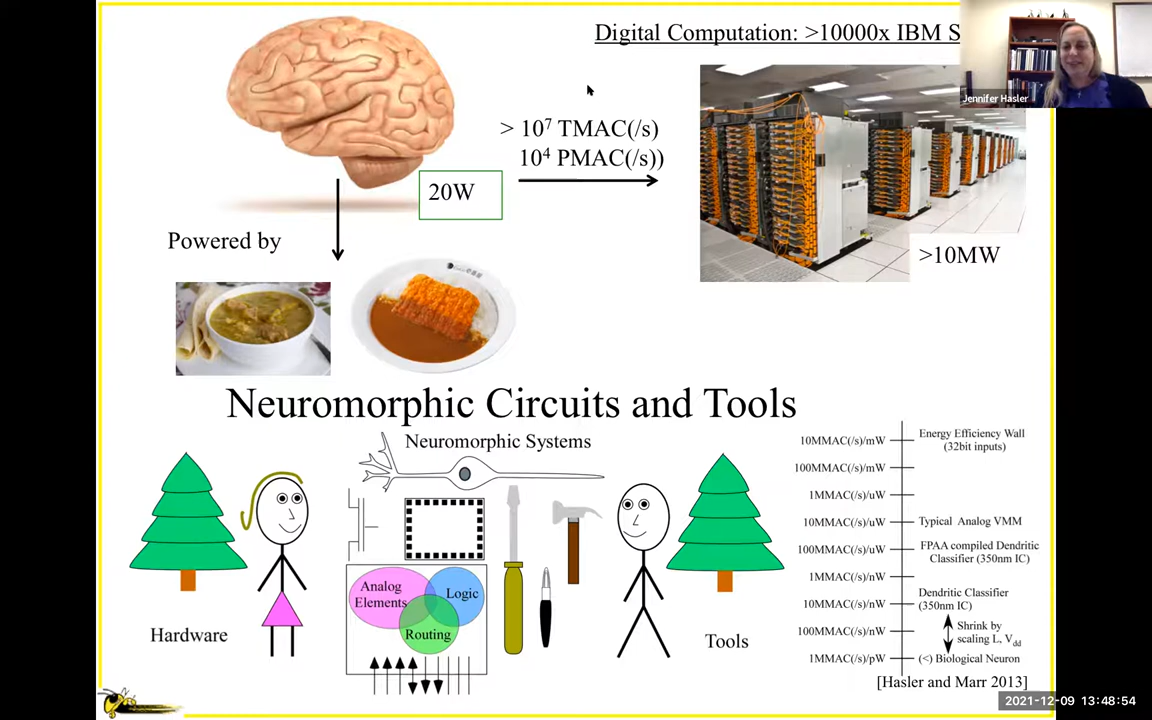 Digital Computation: >10000x IBM S
Jennifer Hasler
> 10⁷ TMAC(/s)
10⁴ PMAC(/s))
20W
Powered by
>10MW
Neuromorphic Circuits and Tools
Neuromorphic Systems
Hardware
Analog
Elements
Logic
Routing
Tools
10MMAC(/s)/mW
Energy Efficiency Wall
(32bit inputs)
100MMAC(/s)/mW
1MMAC(/s)/uW
10MMAC(/s)/uW
Typical Analog VMM
100MMAC(/s)/uW
FPAA compiled Dendritic
Classifier (350nm IC)
1MMAC(/s)/nW
10MMAC(/s)/nW
Dendritic Classifier
(350nm IC)
100MMAC(/s)/nW
Shrink by
scaling L, Vdd
1MMAC(/s)/pW
(<) Biological Neuron
[Hasler and Marr 2013]
2021-12-09 13:48:54